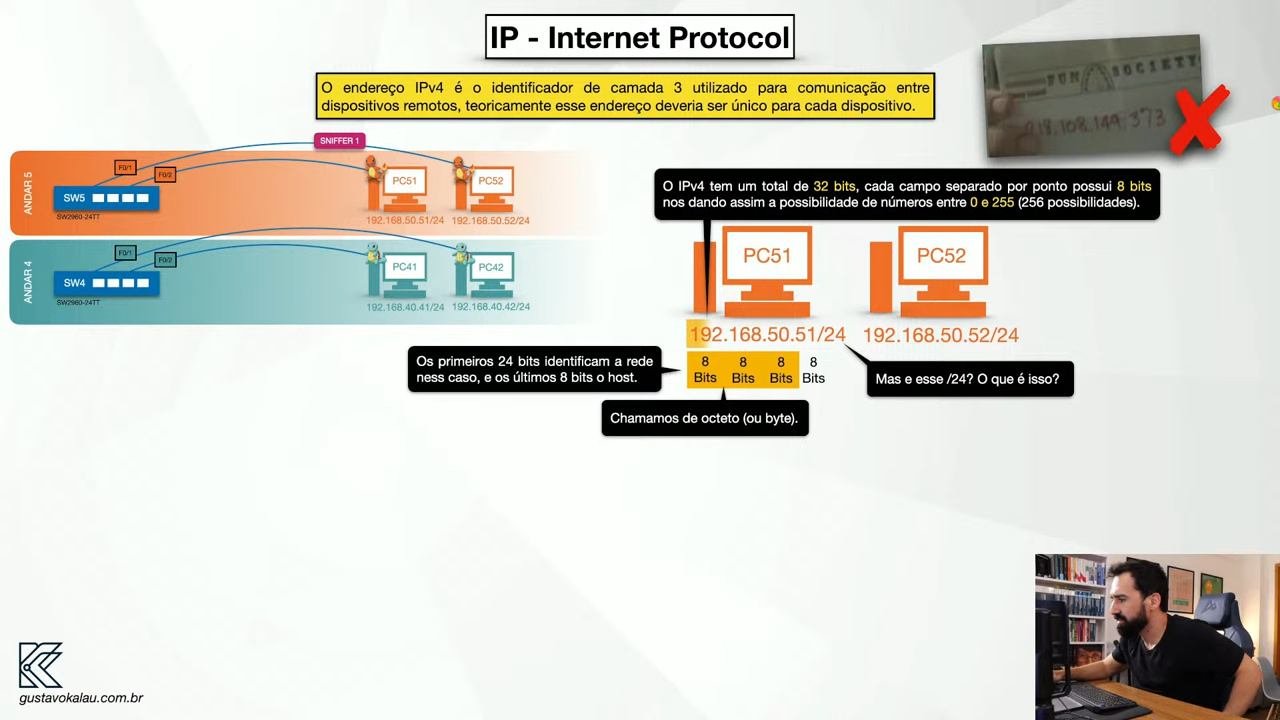 IP - Internet Protocol
O endereço IPv4 é o identificador de camada 3 utilizado para comunicação entre
dispositivos remotos, teoricamente esse endereço deveria ser único para cada dispositivo.
FUN SOCIETY
218.108.149.373
SNIFFER 1
ANDAR 5
F0/1
F0/2
SW5
SW2960-24TT
PC51
PC52
192.168.50.51/24
192.168.50.52/24
ANDAR 4
F0/1
F0/2
SW4
SW2960-24TT
PC41
PC42
192.168.40.41/24
192.168.40.42/24
O IPv4 tem um total de 32 bits, cada campo separado por ponto possui 8 bits
nos dando assim a possibilidade de números entre 0 e 255 (256 possibilidades).
PC51
PC52
192.168.50.51/24
192.168.50.52/24
Os primeiros 24 bits identificam a rede
ness caso, e os últimos 8 bits o host.
8 8 8 8
Bits Bits Bits Bits
Mas e esse /24? O que é isso?
Chamamos de octeto (ou byte).
gustavokalau.com.br